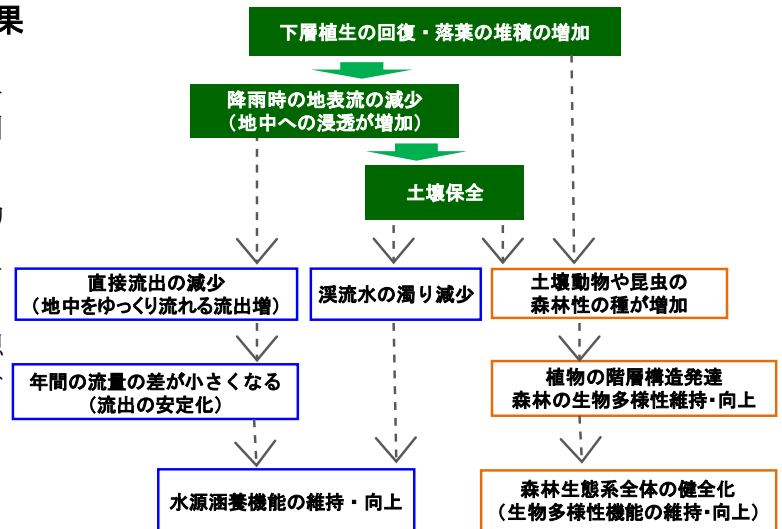 果
下層植生の回復・落葉の堆積の増加
降雨時の地表流の減少
(地中への浸透が増加)
土壌保全
直接流出の減少
(地中をゆっくり流れる流出増)
渓流水の濁り減少
土壌動物や昆虫の
森林性の種が増加
年間の流量の差が小さくなる
(流出の安定化)
植物の階層構造発達
森林の生物多様性維持・向上
水源涵養機能の維持・向上
森林生態系全体の健全化
(生物多様性機能の維持・向上)